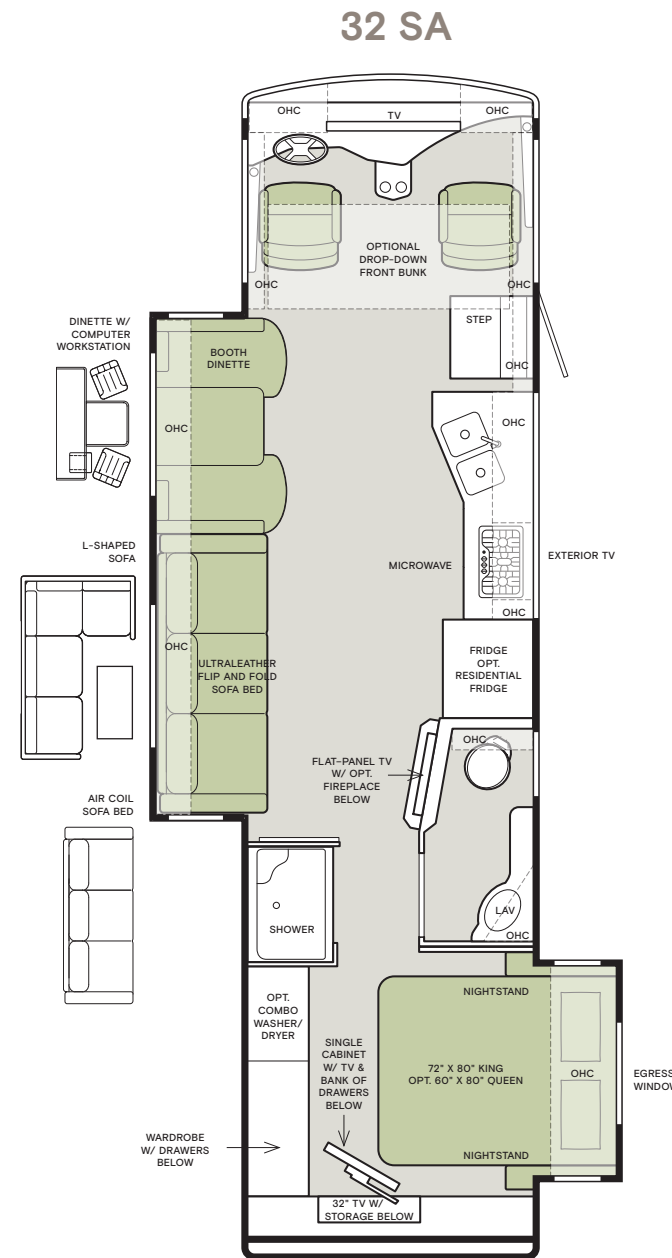 32 SA
OHC
TV
OHC
OPTIONAL
DROP-DOWN
FRONT BUNK
OHC
OHC
STEP
OHC
DINETTE W/
COMPUTER
WORKSTATION
BOOTH
DINETTE
OHC
OHC
L-SHAPED
SOFA
MICROWAVE
EXTERIOR TV
OHC
OHC
ULTRALEATHER
FLIP AND FOLD
SOFA BED
FRIDGE
OPT.
RESIDENTIAL
FRIDGE
OHC
FLAT-PANEL TV
W/ OPT.
FIREPLACE
BELOW
AIR COIL
SOFA BED
SHOWER
LAV
OHC
OPT.
COMBO
WASHER/
DRYER
NIGHTSTAND
SINGLE
CABINET
W/ TV &
BANK OF
DRAWERS
BELOW
72" X 80" KING
OPT. 60" X 80" QUEEN
OHC
EGRESS
WINDOW
WARDROBE
W/ DRAWERS
BELOW
NIGHTSTAND
32" TV W/
STORAGE BELOW